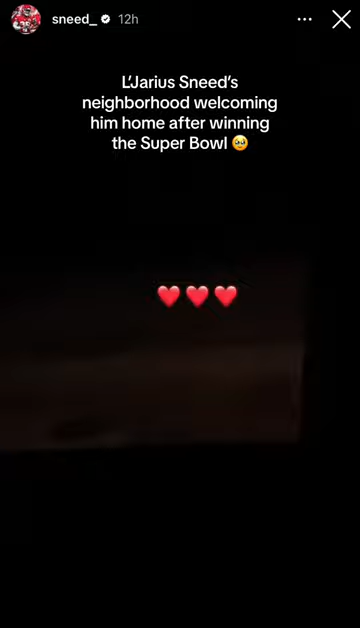 sneed_ 12h
L'Jarius Sneed's
neighborhood welcoming
him home after winning
the Super Bowl 🥹
❤️ ❤️ ❤️